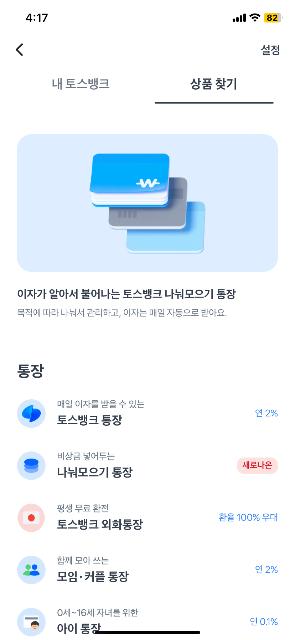 4:17
82
설정
내 토스뱅크
상품 찾기
이자가 알아서 불어나는 토스뱅크 나눠모으기 통장
목적에 따라 나눠서 관리하고, 이자는 매일 자동으로 받아요.
통장
매일 이자를 받을 수 있는
토스뱅크 통장
연 2%
비상금 넣어두는
나눠모으기 통장
새로나온
평생 무료 환전
토스뱅크 외화통장
환율 100% 우대
함께 모아 쓰는
모임·커플 통장
연 2%
0세~16세 자녀를 위한
아이 통장
연 0.1%